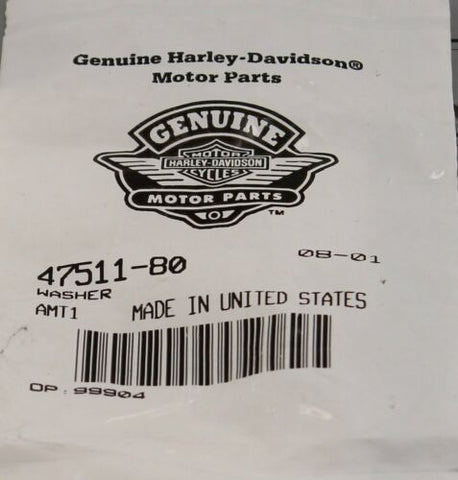 Genuine Harley-Davidson®
Motor Parts
GENUINE
MOTOR
HARLEY-DAVIDSON
CYCLES
MOTOR PARTS
TM
08-01
47511-80
WASHER
AMT1 MADE IN UNITED STATES
OP: 99904